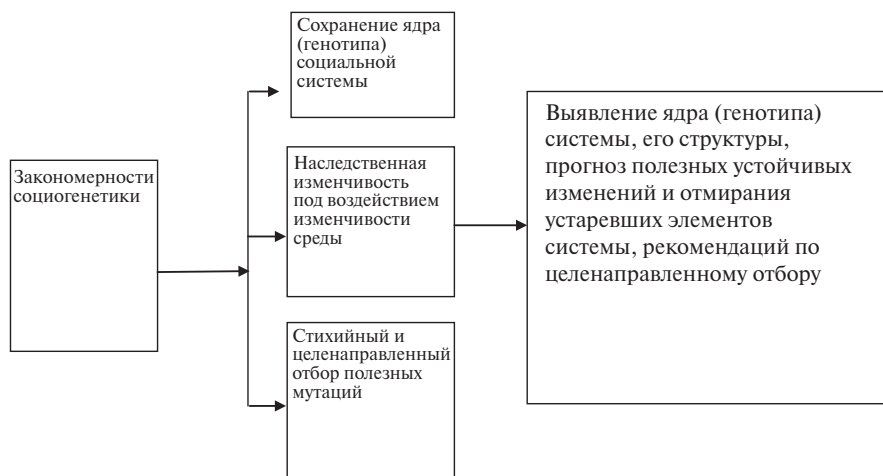 Закономерности
социогенетики
Сохранение ядра
(генотипа)
социальной
системы
Наследственная
изменчивость
под воздействием
изменчивости
среды
Стихийный и
целенаправленный
отбор полезных
мутаций
Выявление ядра (генотипа)
системы, его структуры,
прогноз полезных устойчивых
изменений и отмирания
устаревших элементов
системы, рекомендаций по
целенаправленному отбору